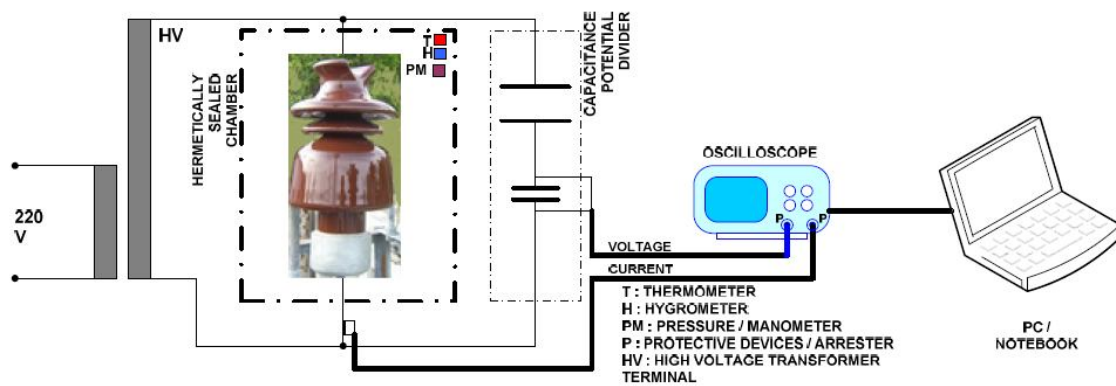 HV
220
V
HERMETICALLY
SEALED
CHAMBER
T
H
PM
CAPACITANCE
POTENTIAL
DIVIDER
OSCILLOSCOPE
P
P
VOLTAGE
CURRENT
T : THERMOMETER
H : HYGROMETER
PM : PRESSURE / MANOMETER
P : PROTECTIVE DEVICES / ARRESTER
HV : HIGH VOLTAGE TRANSFORMER
TERMINAL
PC /
NOTEBOOK